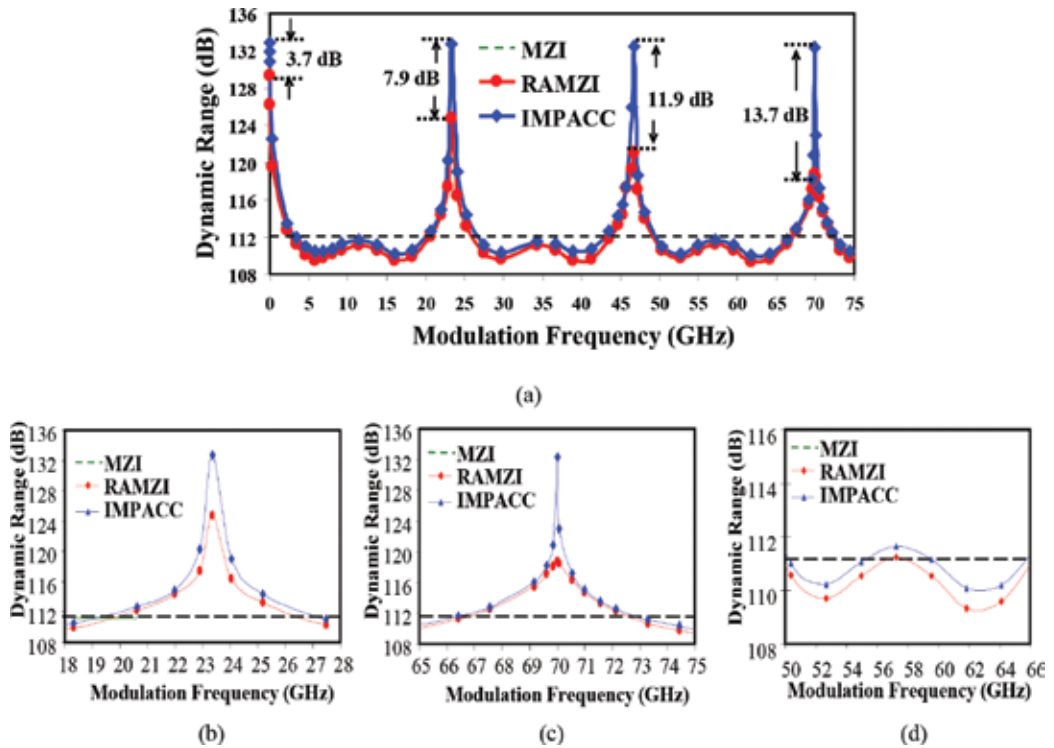 Dynamic Range (dB)
136
132
128
124
120
116
112
108
3.7 dB
7.9 dB
11.9 dB
13.7 dB
MZI
RAMZI
IMPACC
0 5 10 15 20 25 30 35 40 45 50 55 60 65 70 75
Modulation Frequency (GHz)
(a)
Dynamic Range (dB)
136
132
128
124
120
116
112
108
MZI
RAMZI
IMPACC
18 19 20 21 22 23 24 25 26 27 28
Modulation Frequency (GHz)
(b)
Dynamic Range (dB)
136
132
128
124
120
116
112
108
MZI
RAMZI
IMPACC
65 66 67 68 69 70 71 72 73 74 75
Modulation Frequency (GHz)
(c)
Dynamic Range (dB)
116
114
112
110
108
MZI
RAMZI
IMPACC
50 52 54 56 58 60 62 64 66
Modulation Frequency (GHz)
(d)